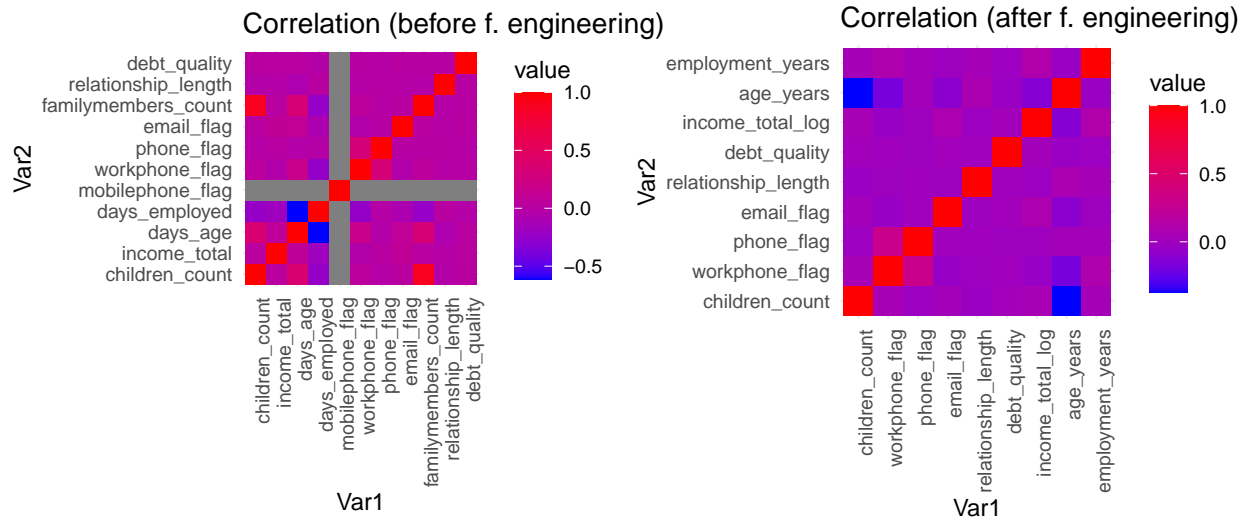 Correlation (before f. engineering)
Var2
debt_quality
relationship_length
familymembers_count
email_flag
phone_flag
workphone_flag
mobilephone_flag
days_employed
days_age
income_total
children_count
children_count
income_total
days_age
days_employed
mobilephone_flag
workphone_flag
phone_flag
email_flag
familymembers_count
relationship_length
debt_quality
Var1
value
1.0
0.5
0.0
−0.5
Correlation (after f. engineering)
Var2
employment_years
age_years
income_total_log
debt_quality
relationship_length
email_flag
phone_flag
workphone_flag
children_count
children_count
workphone_flag
phone_flag
email_flag
relationship_length
debt_quality
income_total_log
age_years
employment_years
Var1
value
1.0
0.5
0.0